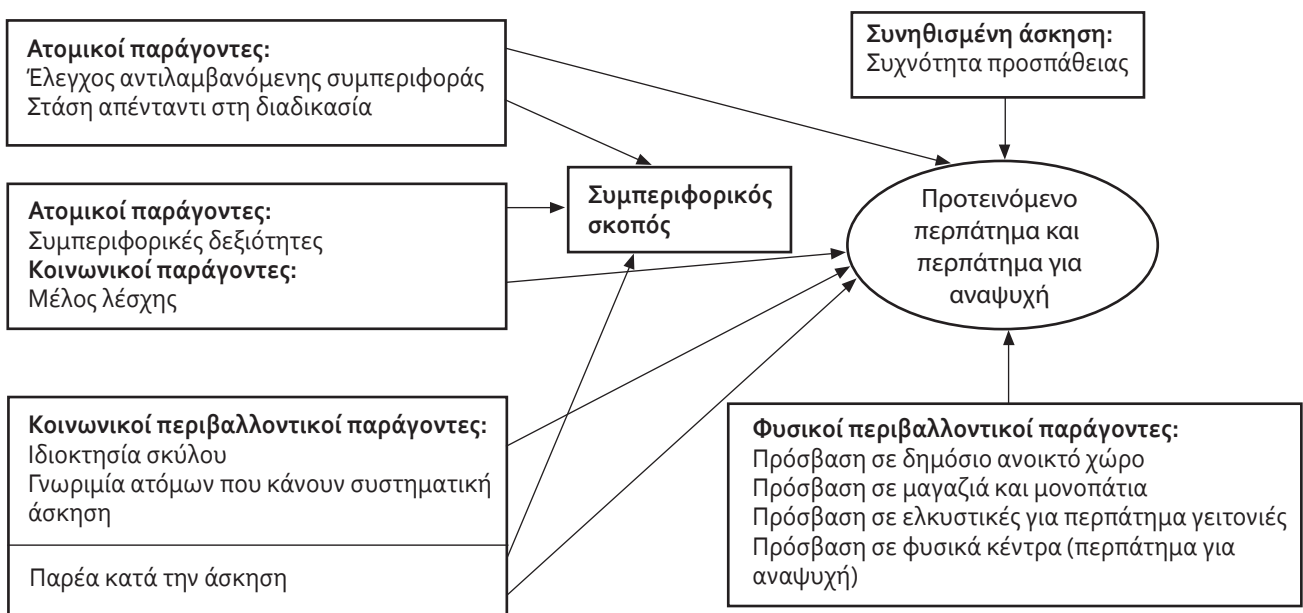 Ατομικοί παράγοντες:
Έλεγχος αντιλαμβανόμενης συμπεριφοράς
Στάση απένταντι στη διαδικασία
Συνηθισμένη άσκηση:
Συχνότητα προσπάθειας
Ατομικοί παράγοντες:
Συμπεριφορικές δεξιότητες
Κοινωνικοί παράγοντες:
Μέλος λέσχης
Συμπεριφορικός
σκοπός
Προτεινόμενο
περπάτημα και
περπάτημα για
αναψυχή
Κοινωνικοί περιβαλλοντικοί παράγοντες:
Ιδιοκτησία σκύλου
Γνωριμία ατόμων που κάνουν συστηματική
άσκηση
Παρέα κατά την άσκηση
Φυσικοί περιβαλλοντικοί παράγοντες:
Πρόσβαση σε δημόσιο ανοικτό χώρο
Πρόσβαση σε μαγαζιά και μονοπάτια
Πρόσβαση σε ελκυστικές για περπάτημα γειτονιές
Πρόσβαση σε φυσικά κέντρα (περπάτημα για
αναψυχή)